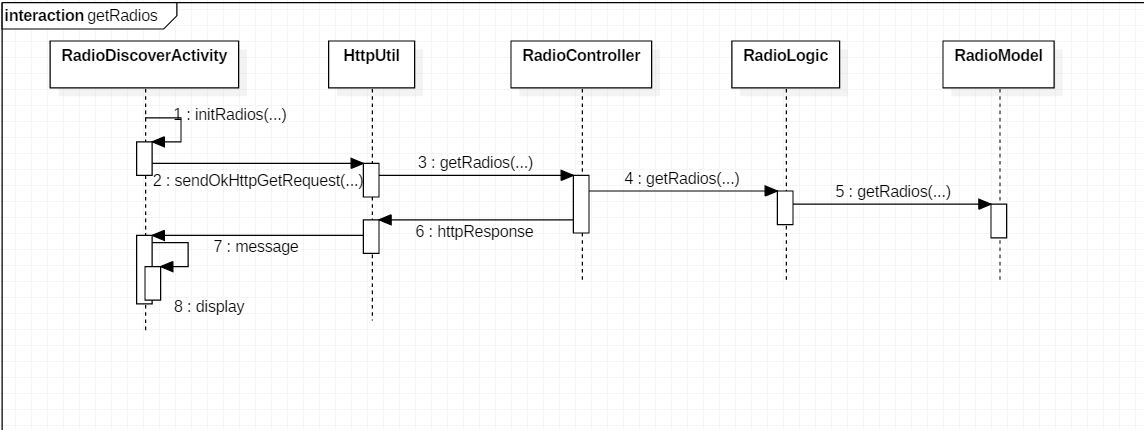 interaction getRadios
RadioDiscoverActivity
HttpUtil
RadioController
RadioLogic
RadioModel
1 : initRadios(...)
2 : sendOkHttpGetRequest(...)
3 : getRadios(...)
4 : getRadios(...)
5 : getRadios(...)
6 : httpResponse
7 : message
8 : display